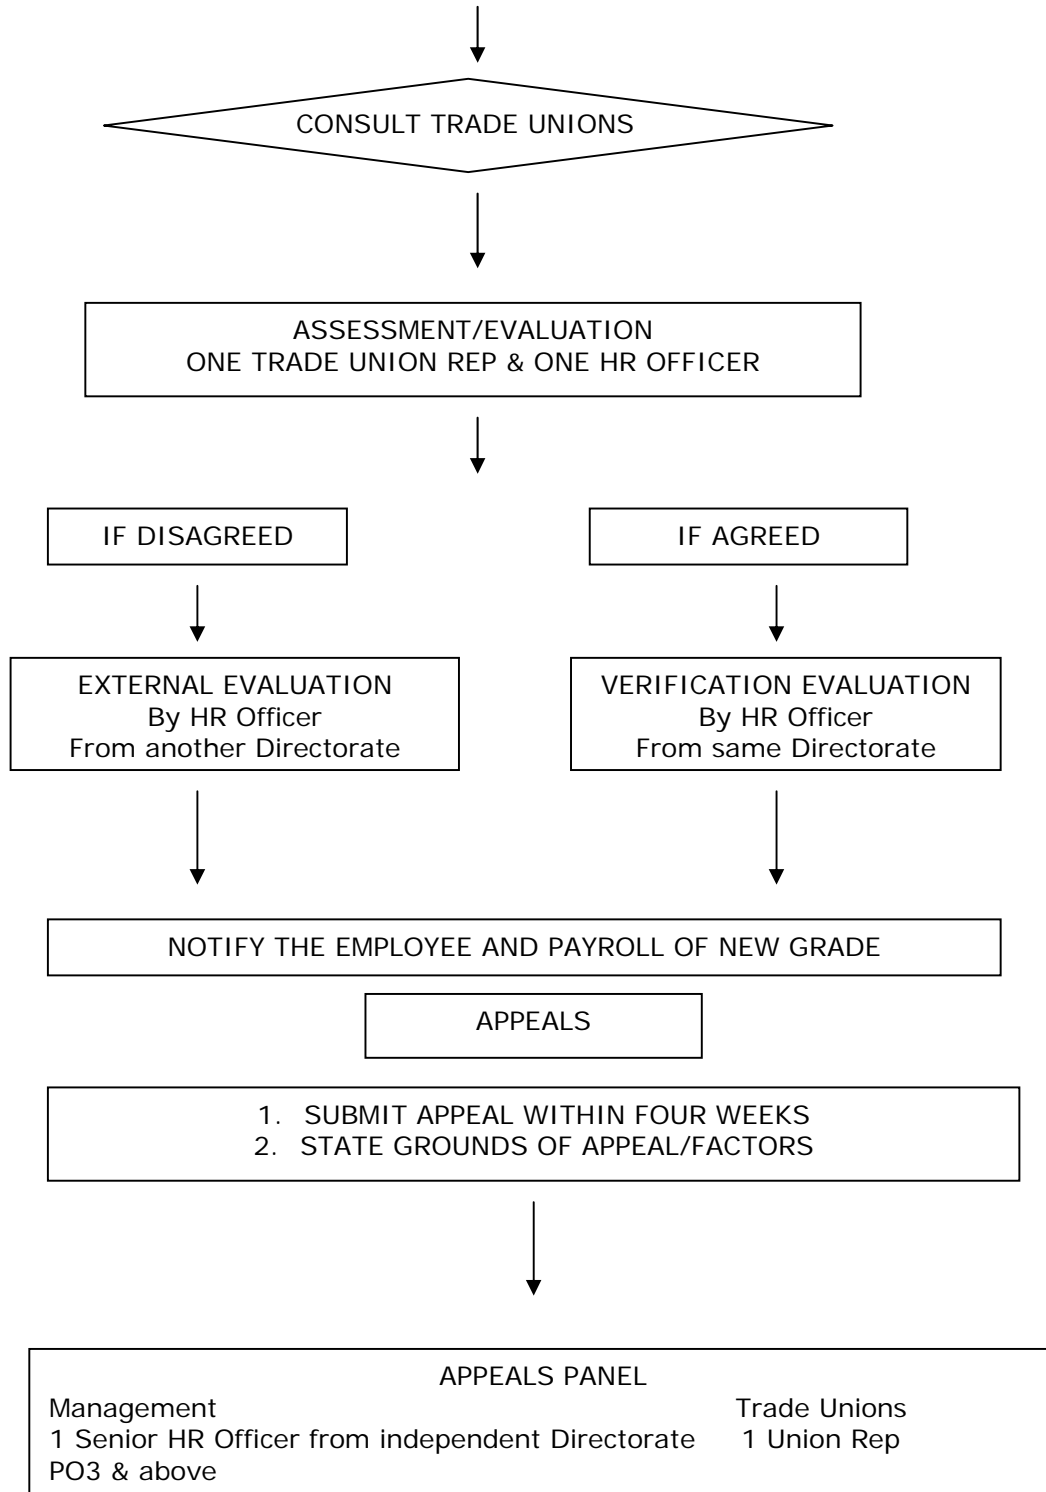 CONSULT TRADE UNIONS
ASSESSMENT/EVALUATION
ONE TRADE UNION REP & ONE HR OFFICER
IF DISAGREED
IF AGREED
EXTERNAL EVALUATION
By HR Officer
From another Directorate
VERIFICATION EVALUATION
By HR Officer
From same Directorate
NOTIFY THE EMPLOYEE AND PAYROLL OF NEW GRADE
APPEALS
1. SUBMIT APPEAL WITHIN FOUR WEEKS
2. STATE GROUNDS OF APPEAL/FACTORS
APPEALS PANEL
Management Trade Unions
1 Senior HR Officer from independent Directorate 1 Union Rep
PO3 & above